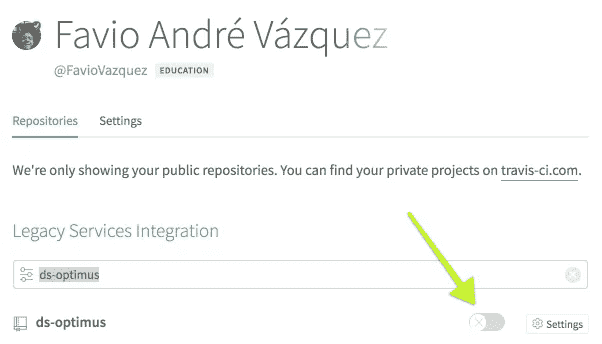 Favio André Vázquez
@FavioVazquez EDUCATION
Repositories Settings
We're only showing your public repositories. You can find your private projects on travis-ci.com.
Legacy Services Integration
ds-optimus
ds-optimus Settings